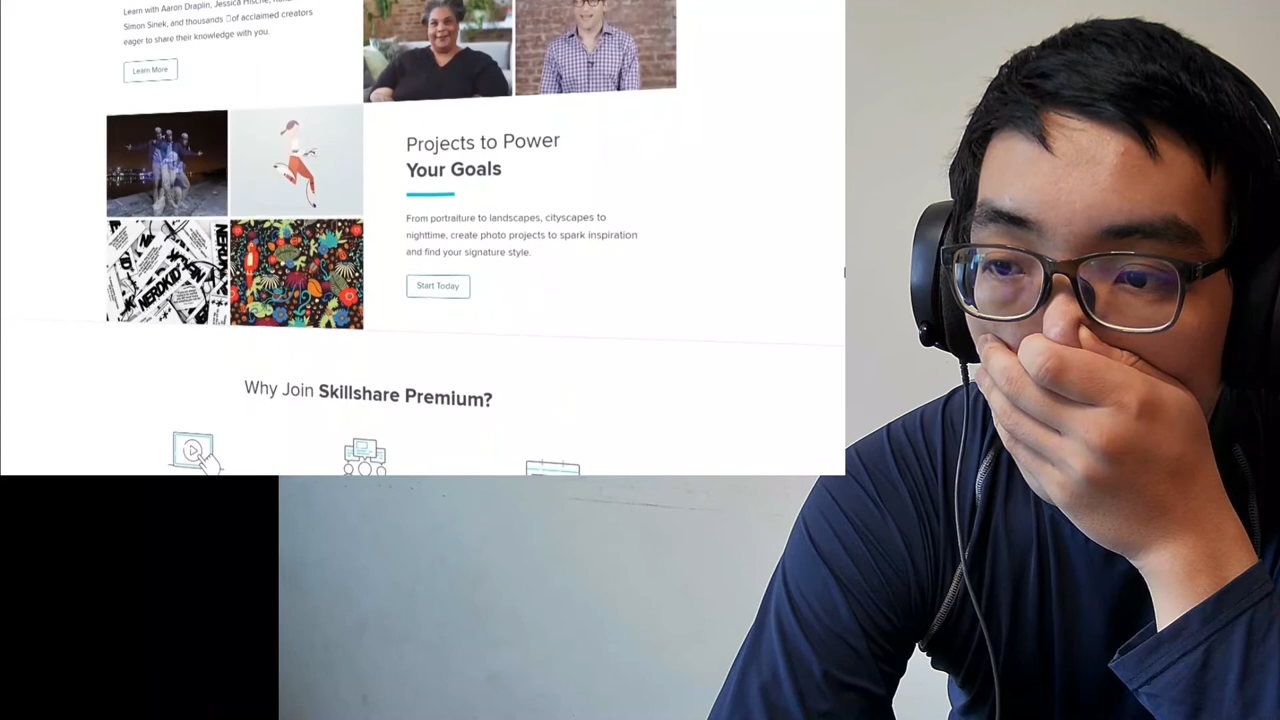 Learn with Aaron Draplin, Jessica Hische,
Simon Sinek, and thousands of acclaimed creators
eager to share their knowledge with you.
Learn More
Projects to Power
Your Goals
From portraiture to landscapes, cityscapes to
nighttime, create photo projects to spark inspiration
and find your signature style.
Start Today
NERDKID
Why Join Skillshare Premium?